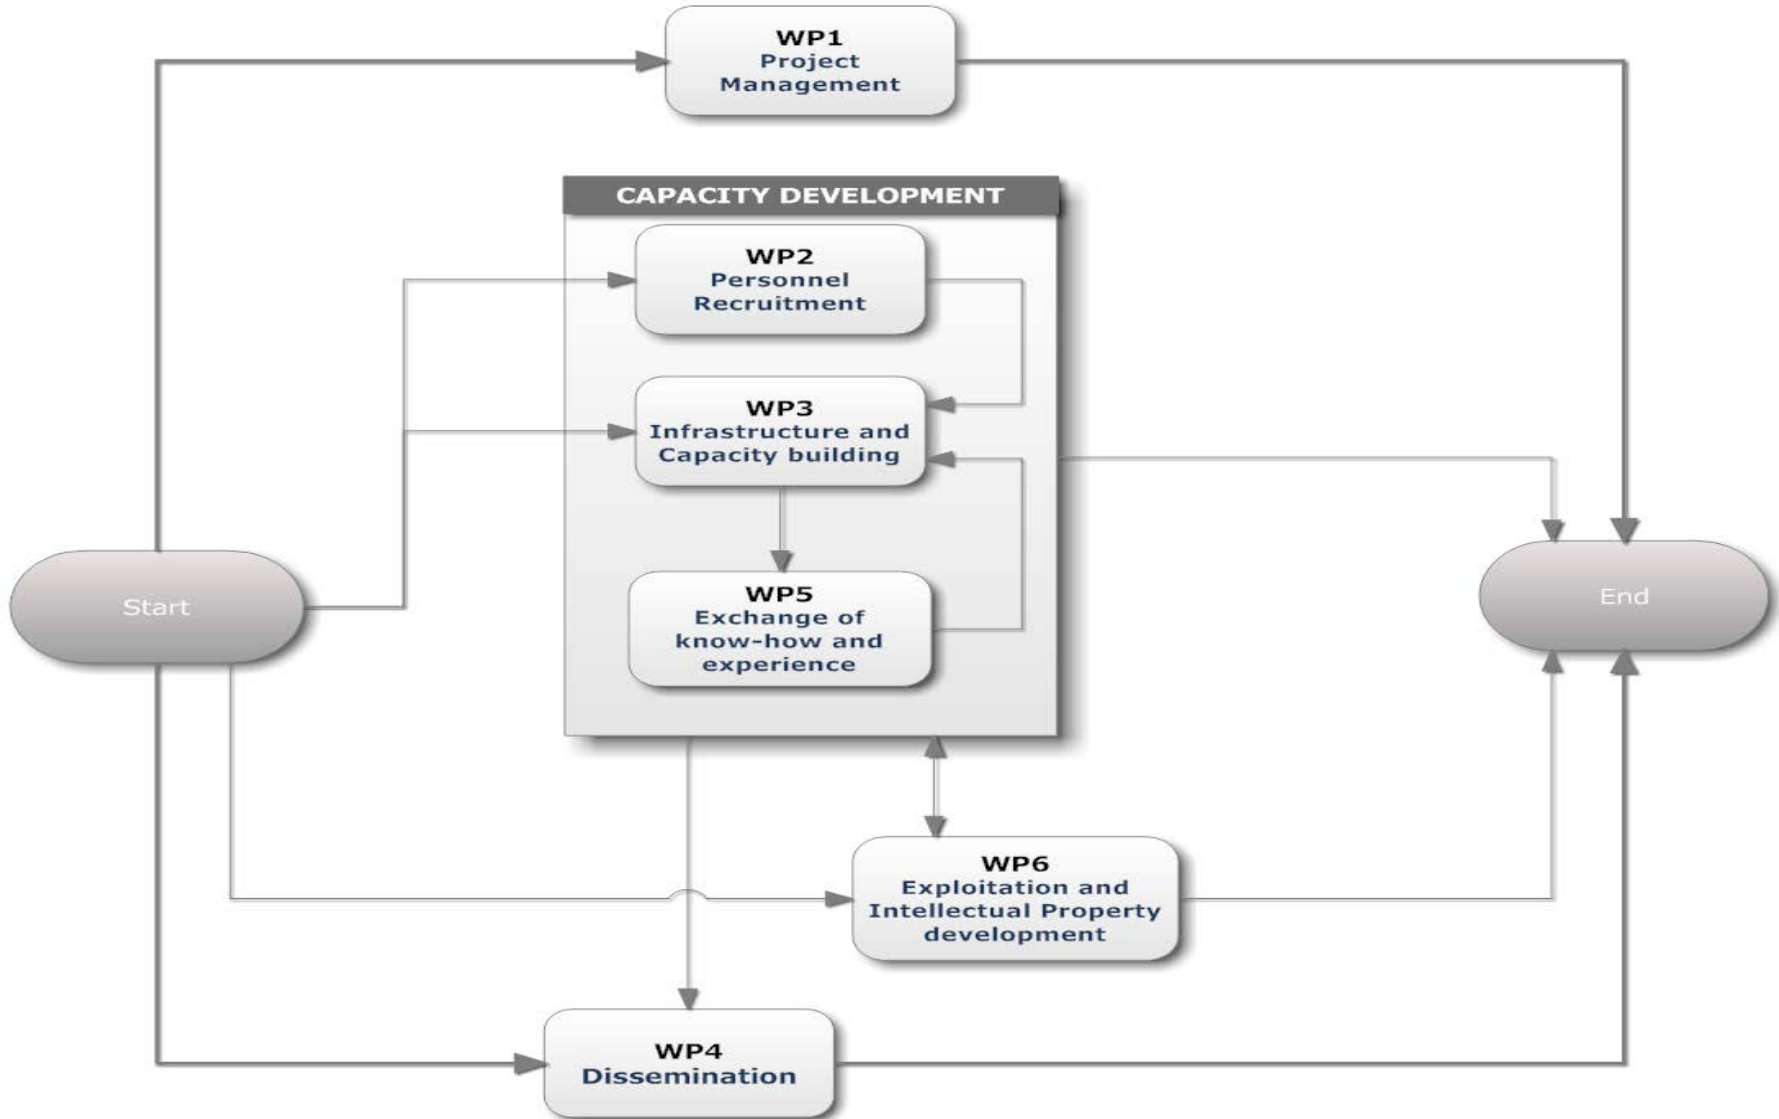 WP1
Project
Management
CAPACITY DEVELOPMENT
WP2
Personnel
Recruitment
WP3
Infrastructure and
Capacity building
Start
WP5
Exchange of
know-how and
experience
End
WP6
Exploitation and
Intellectual Property
development
WP4
Dissemination